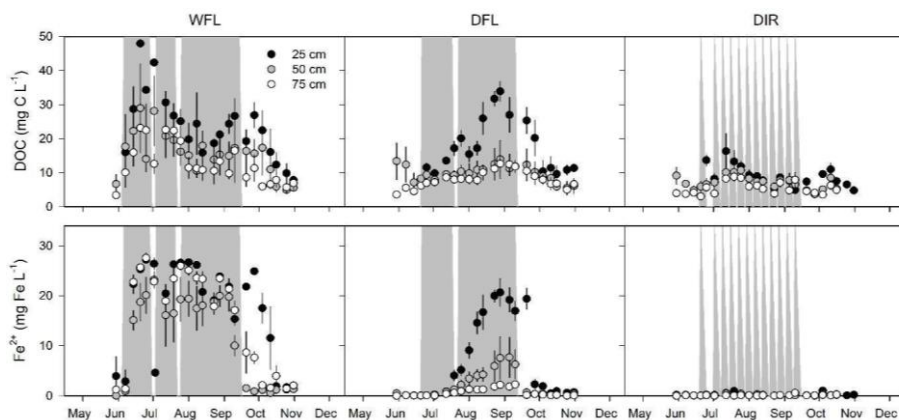 WFL DFL DIR
50
40
30
20
10
0
DOC (mg C L⁻¹)
25 cm
50 cm
75 cm
30
20
10
0
Fe²⁺ (mg Fe L⁻¹)
May Jun Jul Aug Sep Oct Nov Dec May Jun Jul Aug Sep Oct Nov Dec May Jun Jul Aug Sep Oct Nov Dec